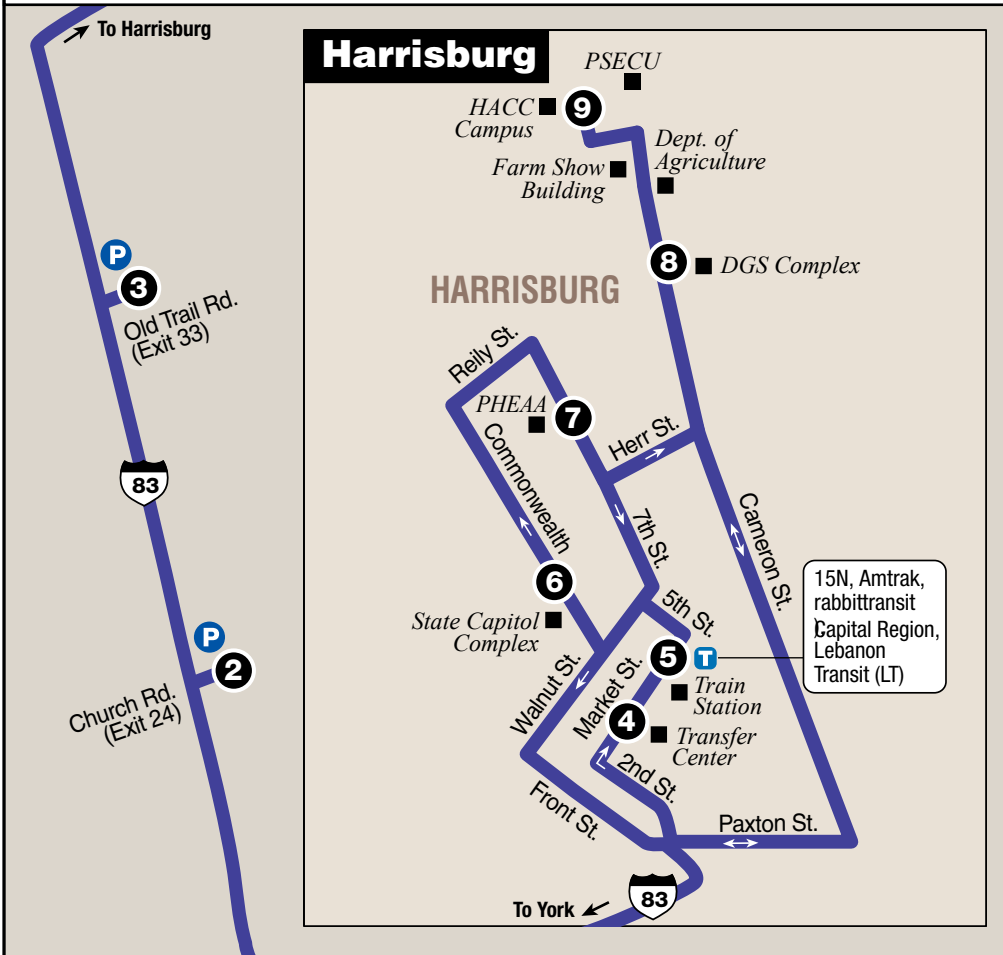 To Harrisburg
P
3
Old Trail Rd.
(Exit 33)
83
P
2
Church Rd.
(Exit 24)
Harrisburg
PSECU
HACC
Campus
9
Dept. of
Agriculture
Farm Show
Building
8
DGS Complex
HARRISBURG
Reily St.
PHEAA
7
Commonwealth
Herr St.
7th St.
Cameron St.
6
State Capitol
Complex
5th St.
15N, Amtrak,
rabbittransit
Capital Region,
Lebanon
Transit (LT)
5
T
Train
Station
Walnut St.
Market St.
4
Transfer
Center
2nd St.
Front St.
Paxton St.
83
To York